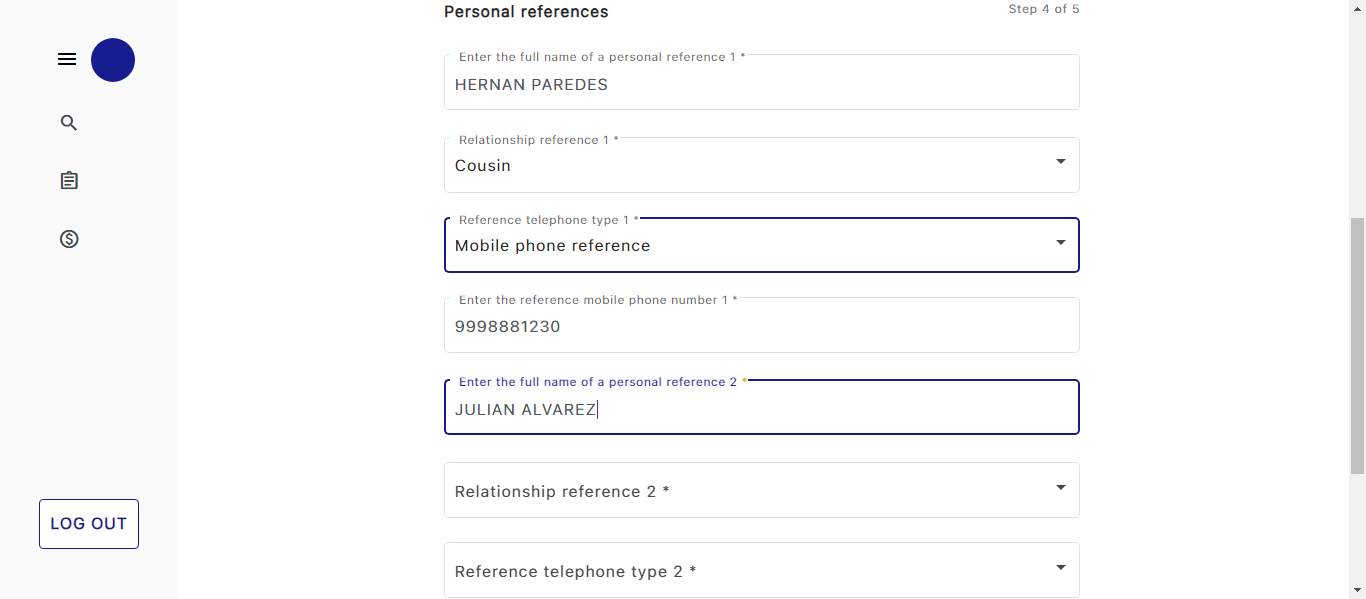 Personal references
Step 4 of 5
Enter the full name of a personal reference 1 *
HERNAN PAREDES
Relationship reference 1 *
Cousin
Reference telephone type 1 *
Mobile phone reference
Enter the reference mobile phone number 1 *
9998881230
Enter the full name of a personal reference 2 *
JULIAN ALVAREZ
Relationship reference 2 *
Reference telephone type 2 *
LOG OUT